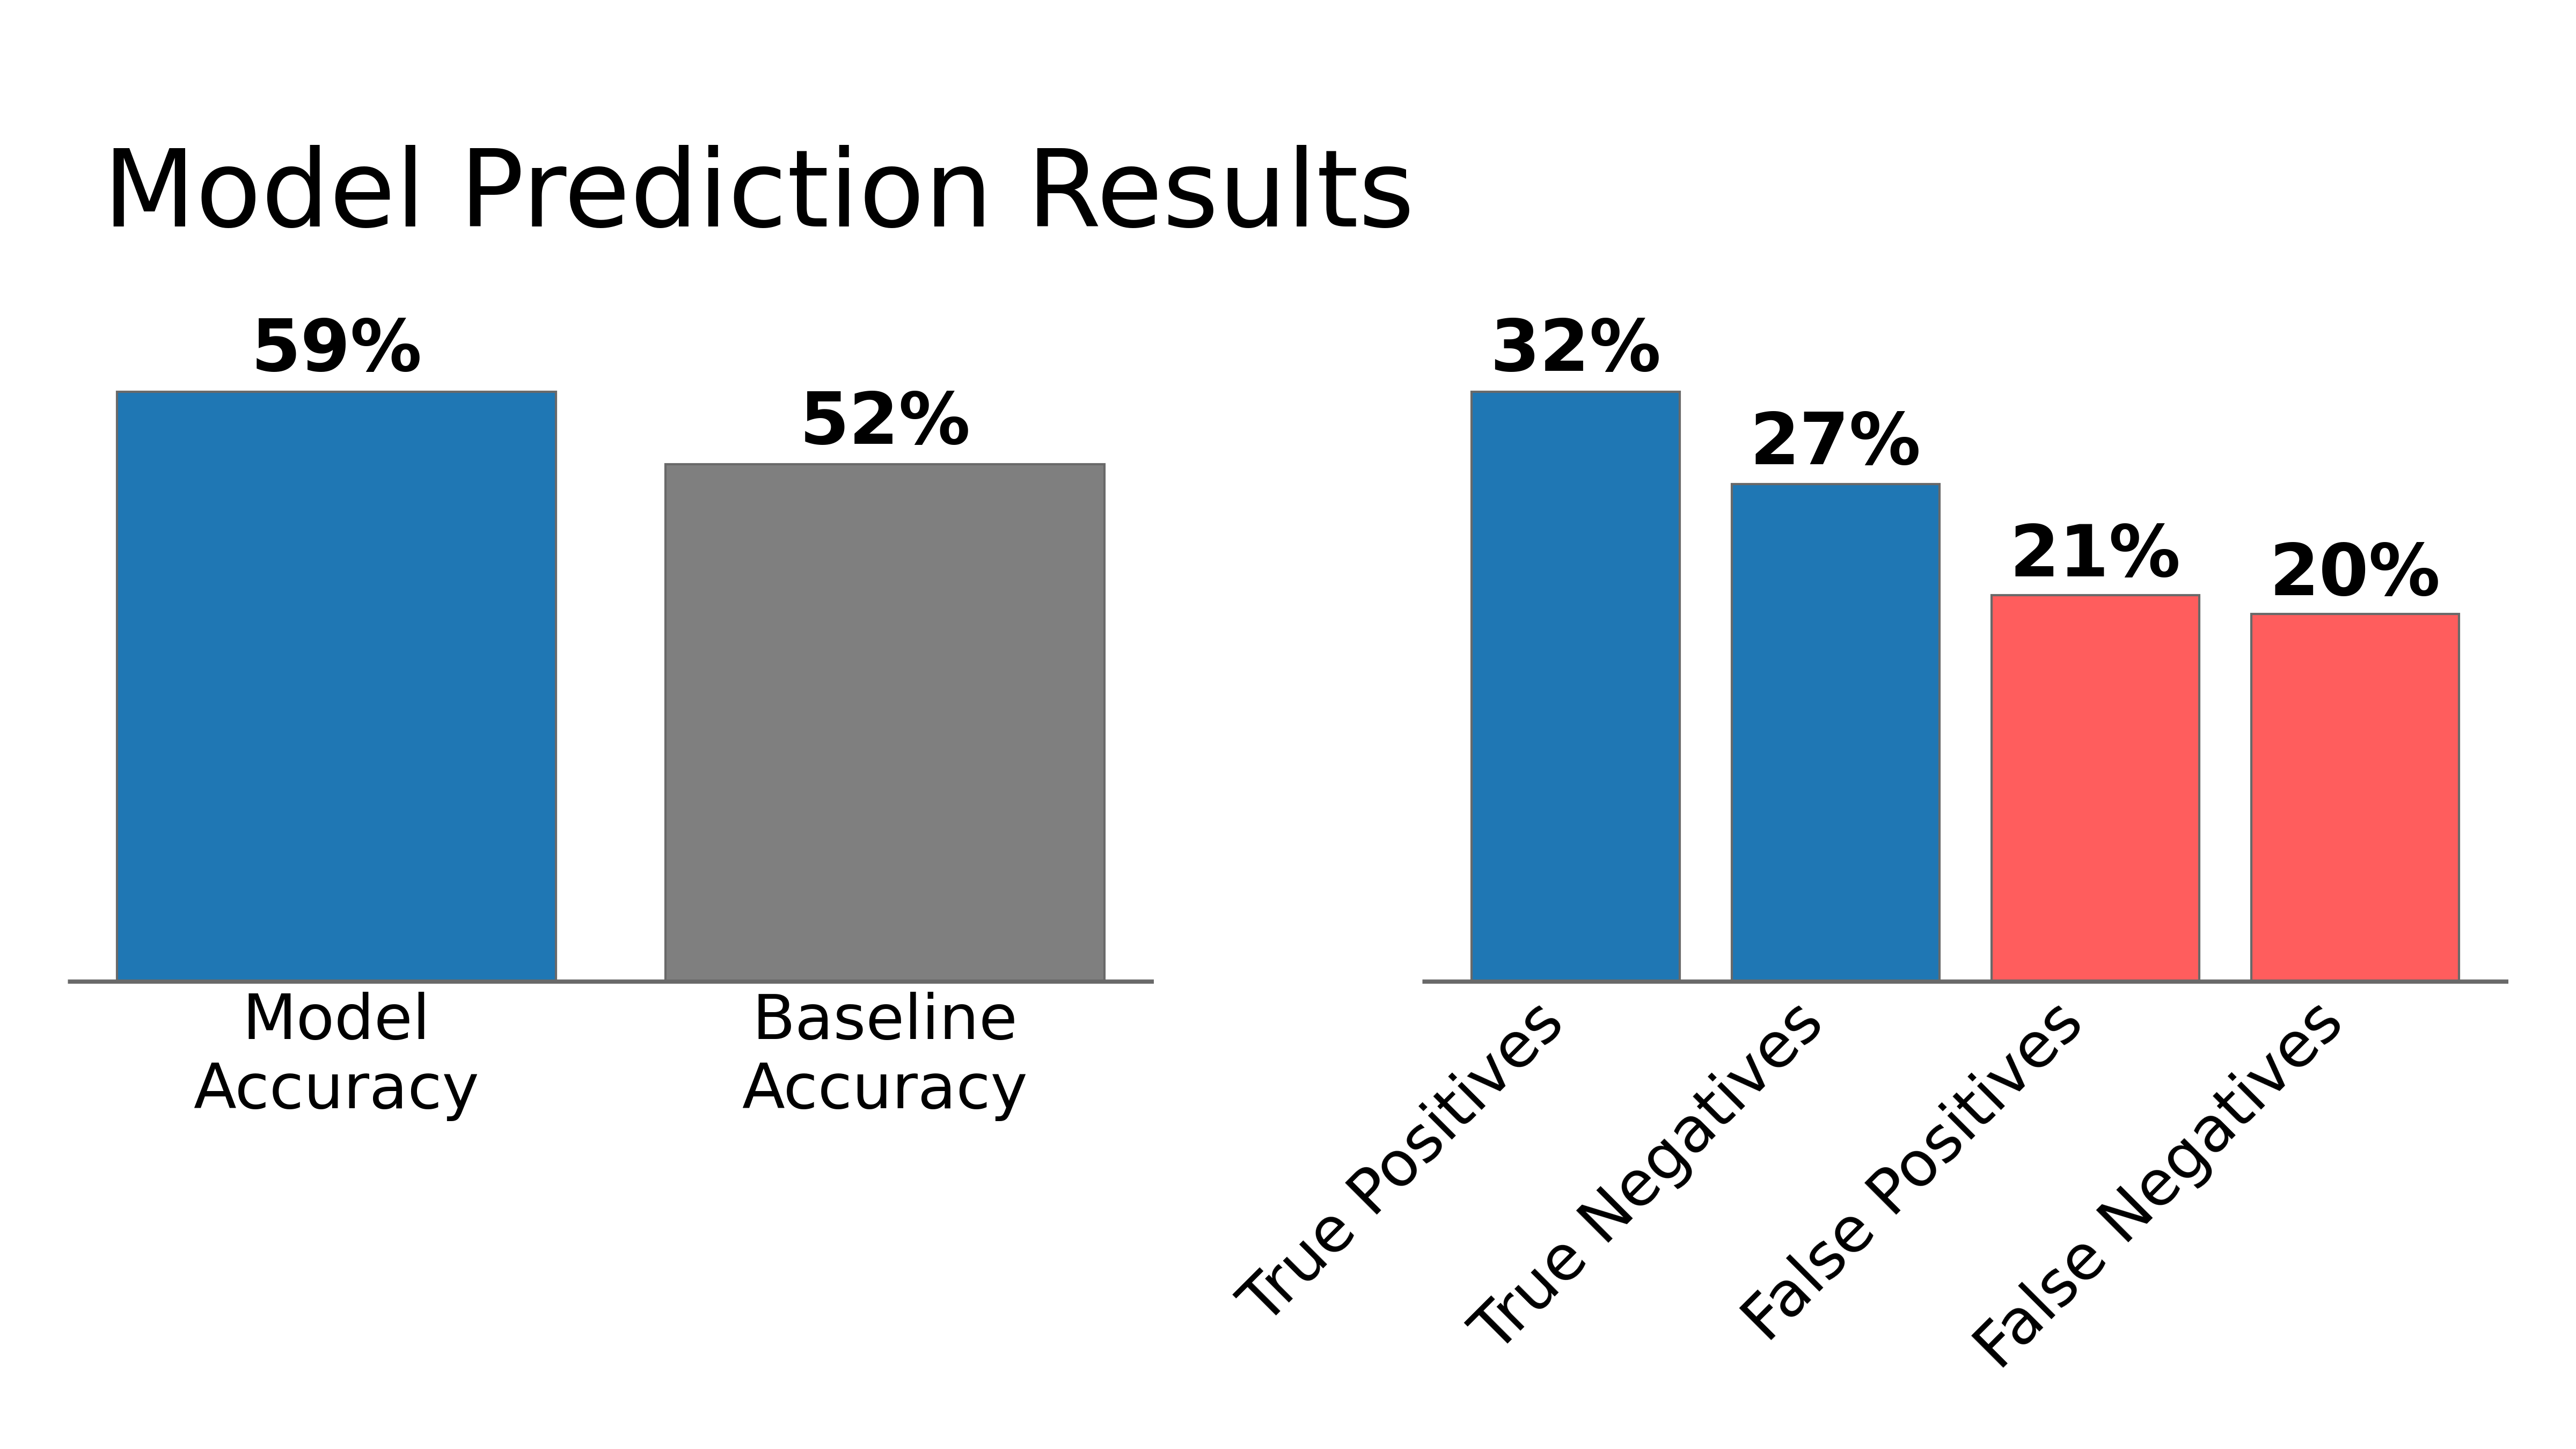 Model Prediction Results
59%
52%
Model
Accuracy
Baseline
Accuracy
32%
27%
21%
20%
True Positives
True Negatives
False Positives
False Negatives